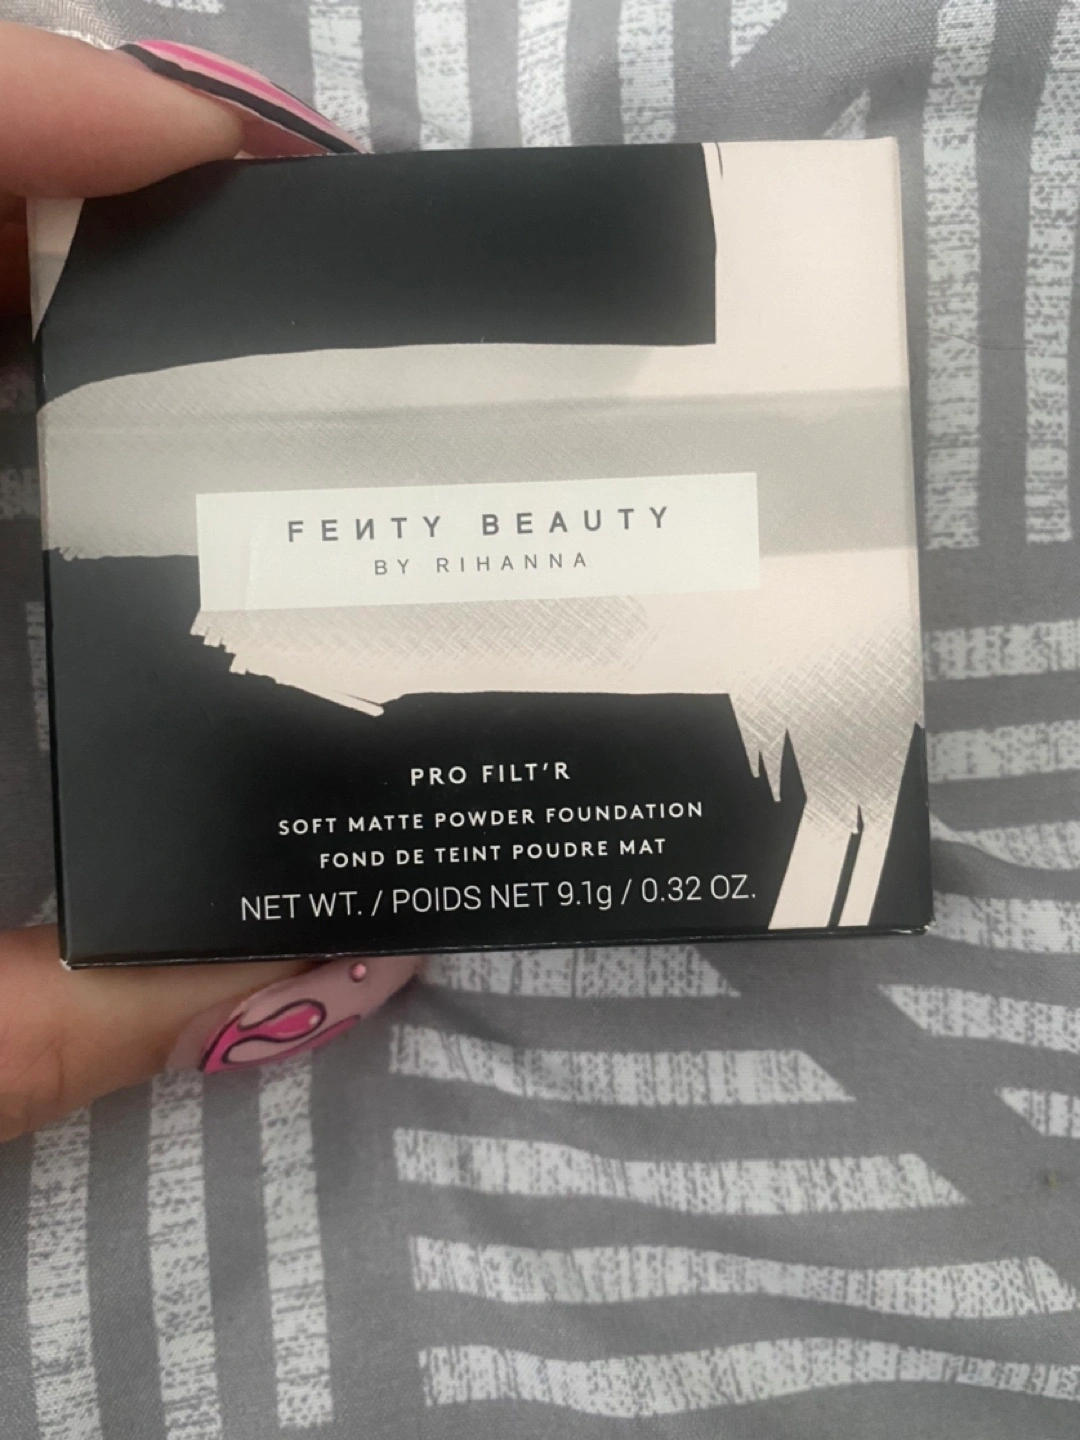 FEИTY BEAUTY
BY RIHANNA
PRO FILT'R
SOFT MATTE POWDER FOUNDATION
FOND DE TEINT POUDRE MAT
NET WT. / POIDS NET 9.1g / 0.32 OZ.